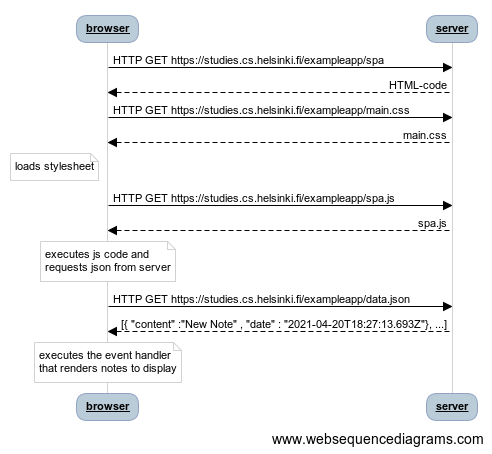 browser server
HTTP GET https://studies.cs.helsinki.fi/exampleapp/spa
HTML-code
HTTP GET https://studies.cs.helsinki.fi/exampleapp/main.css
main.css
loads stylesheet
HTTP GET https://studies.cs.helsinki.fi/exampleapp/spa.js
spa.js
executes js code and
requests json from server
HTTP GET https://studies.cs.helsinki.fi/exampleapp/data.json
[{ "content" :"New Note" , "date" : "2021-04-20T18:27:13.693Z"}, ...]
executes the event handler
that renders notes to display
browser server
www.websequencediagrams.com